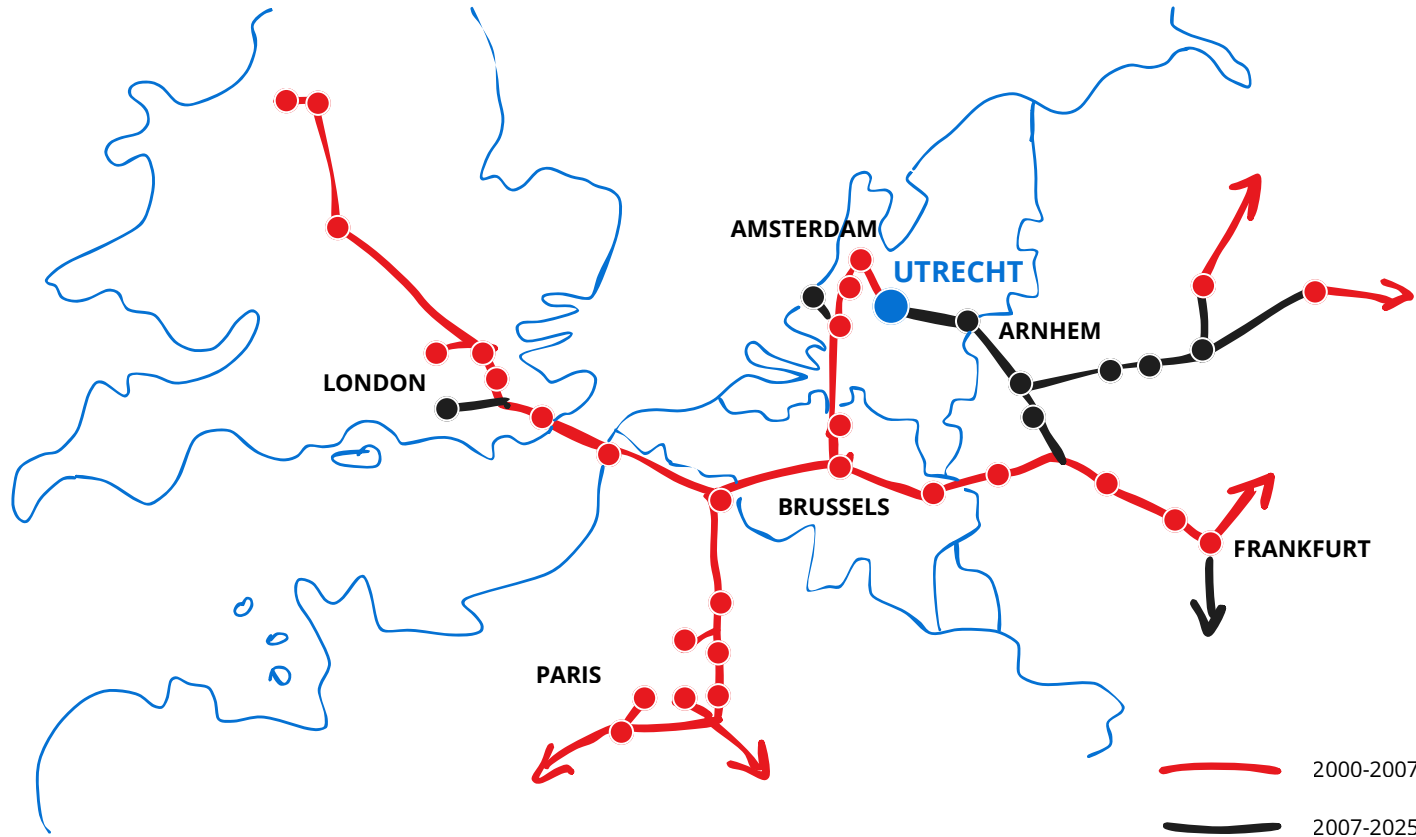 AMSTERDAM
UTRECHT
ARNHEM
LONDON
BRUSSELS
FRANKFURT
PARIS
2000-2007
2007-2025